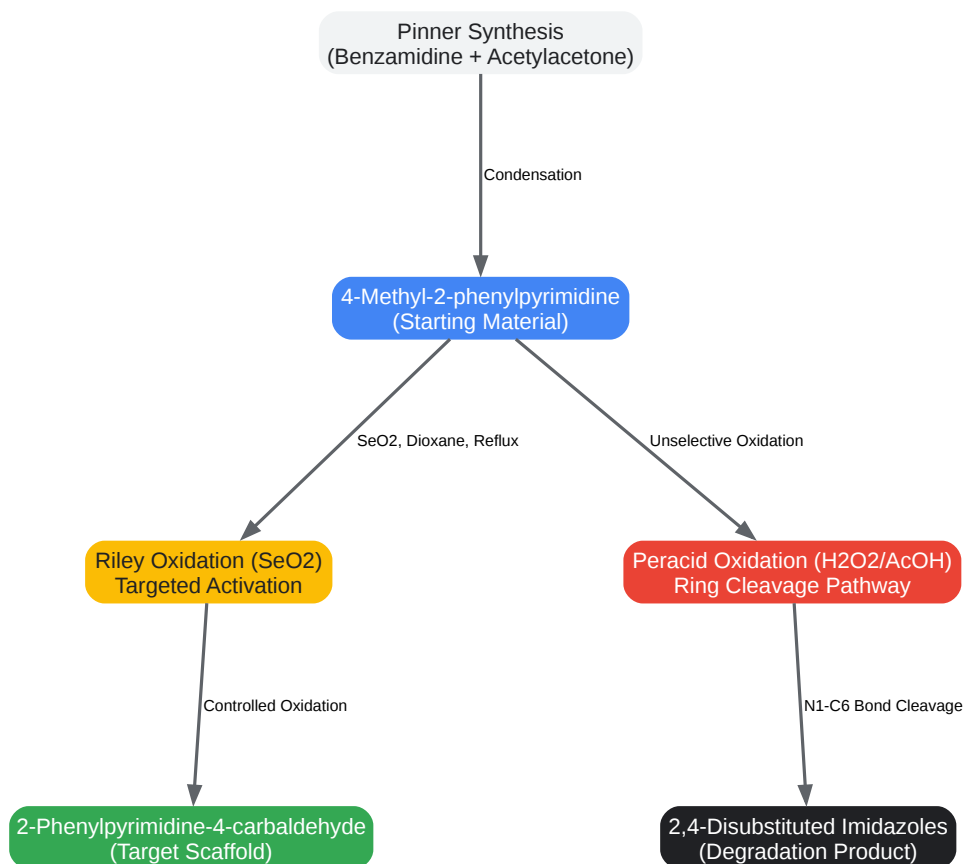 Pinner Synthesis
(Benzamidine + Acetylacetone)
Condensation
4-Methyl-2-phenylpyrimidine
(Starting Material)
SeO2, Dioxane, Reflux
Unselective Oxidation
Riley Oxidation (SeO2)
Targeted Activation
Peracid Oxidation (H2O2/AcOH)
Ring Cleavage Pathway
Controlled Oxidation
N1-C6 Bond Cleavage
2-Phenylpyrimidine-4-carbaldehyde
(Target Scaffold)
2,4-Disubstituted Imidazoles
(Degradation Product)